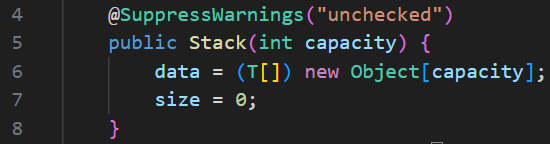 4 @SuppressWarnings("unchecked")
5 public Stack(int capacity) {
6 data = (T[]) new Object[capacity];
7 size = 0;
8 }